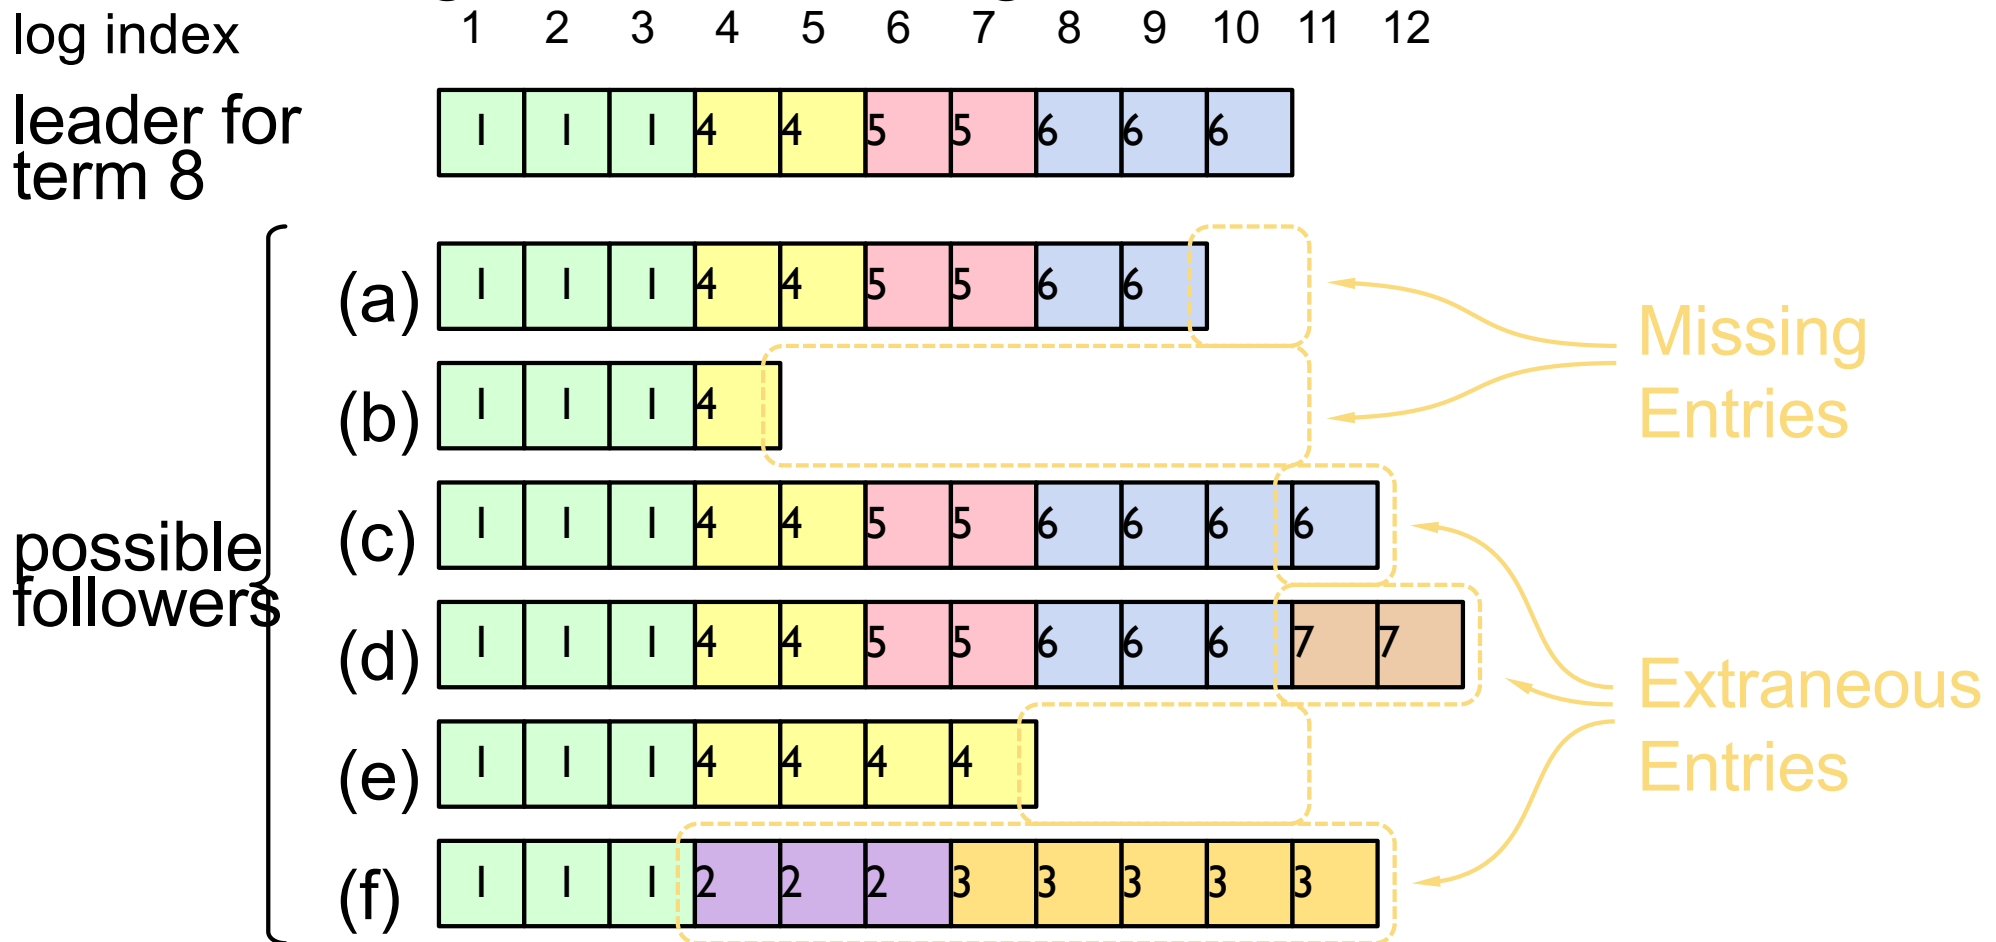 1 2 3 4 5 6 7 8 9 10 11 12
log index
leader for
term 8
1 1 1 4 4 5 5 6 6 6
(a) 1 1 1 4 4 5 5 6 6
Missing
Entries
(b) 1 1 1 4
(c) 1 1 1 4 4 5 5 6 6 6 6
possible
followers
(d) 1 1 1 4 4 5 5 6 6 6 7 7
Extraneous
Entries
(e) 1 1 1 4 4 4 4
(f) 1 1 1 2 2 2 3 3 3 3 3